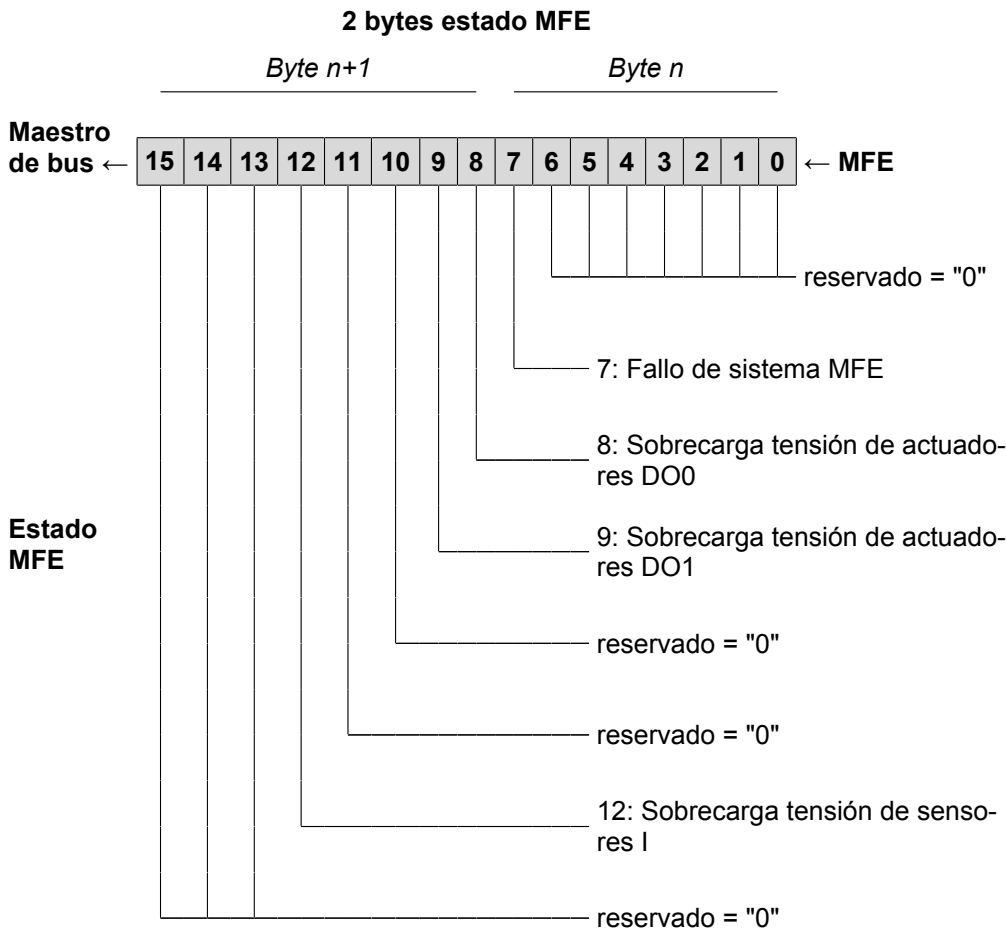 2 bytes estado MFE
Byte n+1 Byte n
Maestro
de bus ← 15 14 13 12 11 10 9 8 7 6 5 4 3 2 1 0 ← MFE
reservado = "0"
7: Fallo de sistema MFE
8: Sobrecarga tensión de actuado-
res DO0
Estado
MFE
9: Sobrecarga tensión de actuado-
res DO1
reservado = "0"
reservado = "0"
12: Sobrecarga tensión de senso-
res I
reservado = "0"